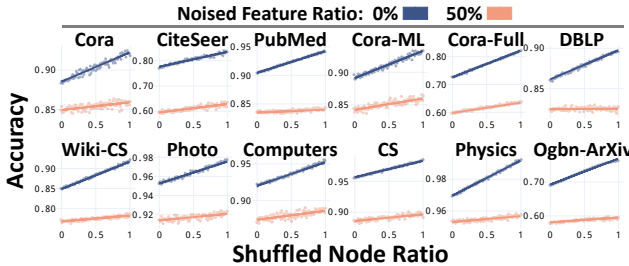 Noised Feature Ratio: 0% 50%
Cora CiteSeer PubMed Cora-ML Cora-Full DBLP
0.90 0.85 0 0.5 1
0.80 0.60 0 0.5 1
0.95 0.85 0 0.5 1
0.90 0.85 0 0.5 1
0.80 0.70 0.60 0 0.5 1
0.90 0.85 0 0.5 1
Accuracy
Wiki-CS Photo Computers CS Physics Ogbn-ArXiv
0.90 0.85 0.80 0 0.5 1
0.98 0.96 0.94 0.92 0 0.5 1
0.95 0.90 0 0.5 1
0.95 0.90 0 0.5 1
0.98 0.96 0 0.5 1
0.70 0.60 0 0.5 1
Shuffled Node Ratio